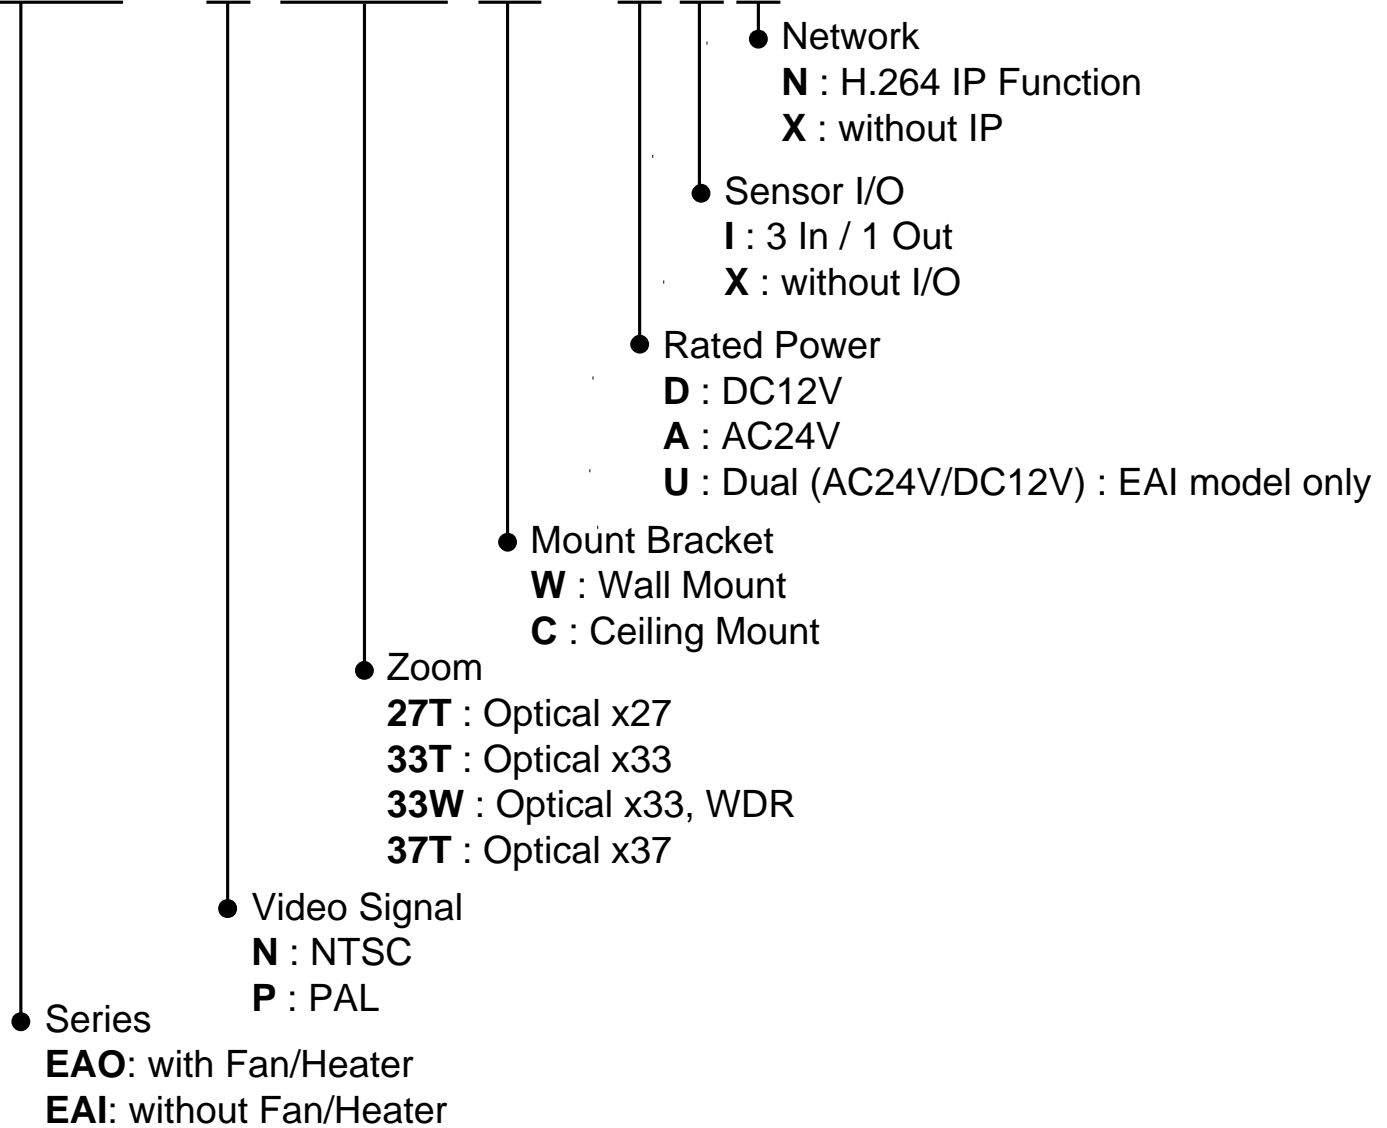 Network
N : H.264 IP Function
X : without IP
Sensor I/O
I : 3 In / 1 Out
X : without I/O
Rated Power
D : DC12V
A : AC24V
U : Dual (AC24V/DC12V) : EAI model only
Mount Bracket
W : Wall Mount
C : Ceiling Mount
Zoom
27T : Optical x27
33T : Optical x33
33W : Optical x33, WDR
37T : Optical x37
Video Signal
N : NTSC
P : PAL
Series
EAO: with Fan/Heater
EAI: without Fan/Heater